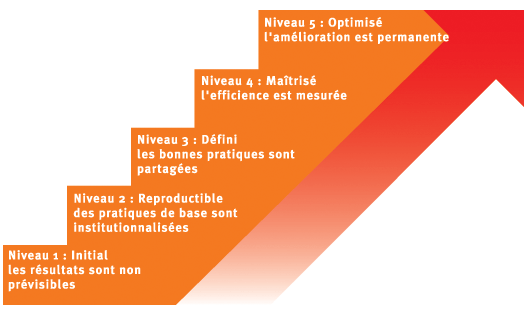 Niveau 5 : Optimisé
l'amélioration est permanente
Niveau 4 : Maîtrisé
l'efficience est mesurée
Niveau 3 : Défini
les bonnes pratiques sont
partagées
Niveau 2 : Reproductible
des pratiques de base sont
institutionnalisées
Niveau 1 : Initial
les résultats sont non
prévisibles